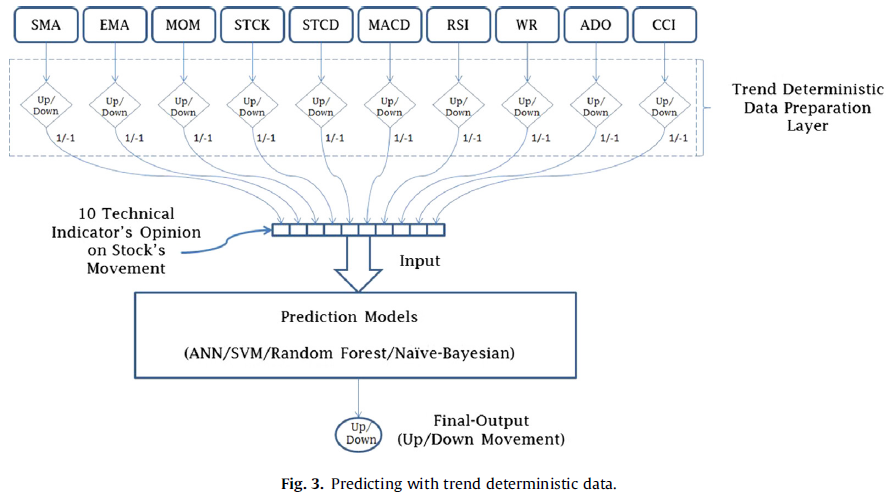 SMA EMA MOM STCK STCD MACD RSI WR ADO CCI
Up/ Up/ Up/ Up/ Up/ Up/ Up/ Up/ Up/ Up/
Down Down Down Down Down Down Down Down Down Down
1/-1 1/-1 1/-1 1/-1 1/-1 1/-1 1/-1 1/-1 1/-1 1/-1
Trend Deterministic
Data Preparation
Layer
10 Technical
Indicator's Opinion
on Stock's
Movement
Input
Prediction Models
(ANN/SVM/Random Forest/Naïve-Bayesian)
Up/
Down
Final-Output
(Up/Down Movement)
Fig. 3. Predicting with trend deterministic data.